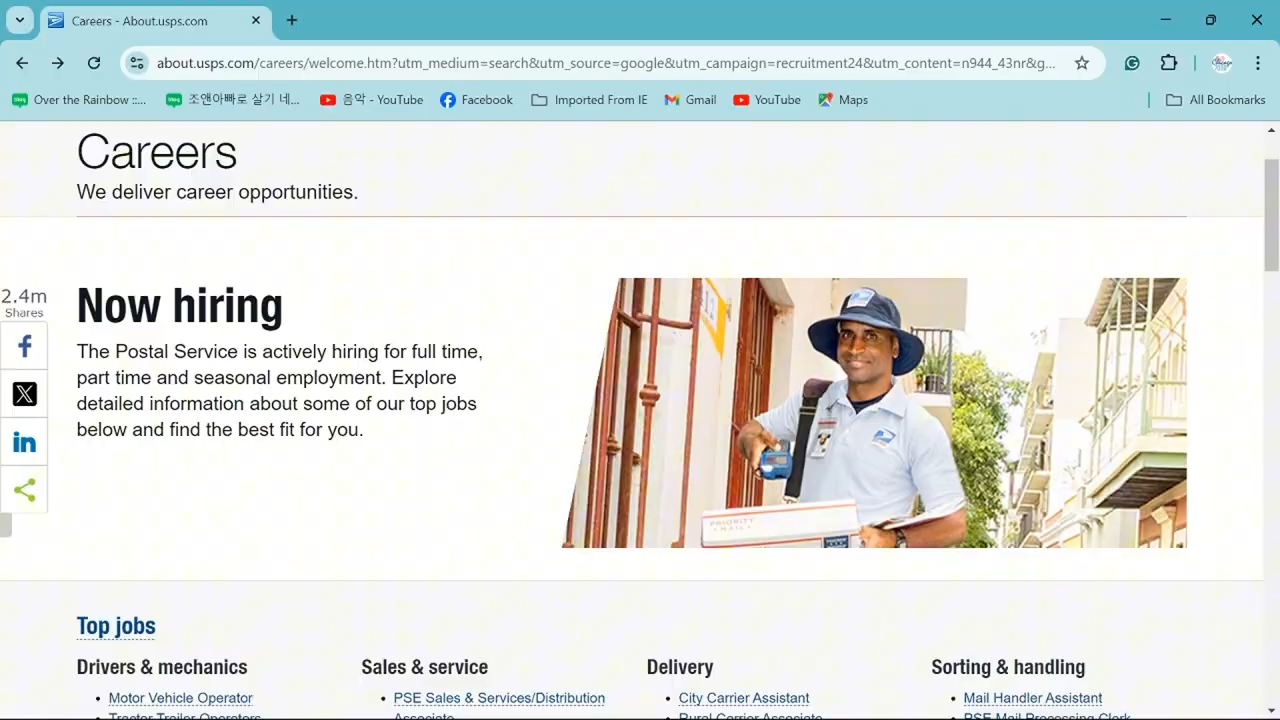 Careers - About.usps.com
about.usps.com/careers/welcome.htm?utm_medium=search&utm_source=google&utm_campaign=recruitment24&utm_content=n944_43nr&g...
Over the Rainbow ::...
조앤아빠로 살기 네...
음악 - YouTube
Facebook
Imported From IE
Gmail
YouTube
Maps
All Bookmarks
Careers
We deliver career opportunities.
2.4m
Shares
Now hiring
The Postal Service is actively hiring for full time,
part time and seasonal employment. Explore
detailed information about some of our top jobs
below and find the best fit for you.
PRIORITY
MAIL
Top jobs
Drivers & mechanics
Motor Vehicle Operator
Tractor Trailer Operators
Sales & service
PSE Sales & Services/Distribution
Associate
Delivery
City Carrier Assistant
Rural Carrier Associate
Sorting & handling
Mail Handler Assistant
PSE Mail Processing Clerk